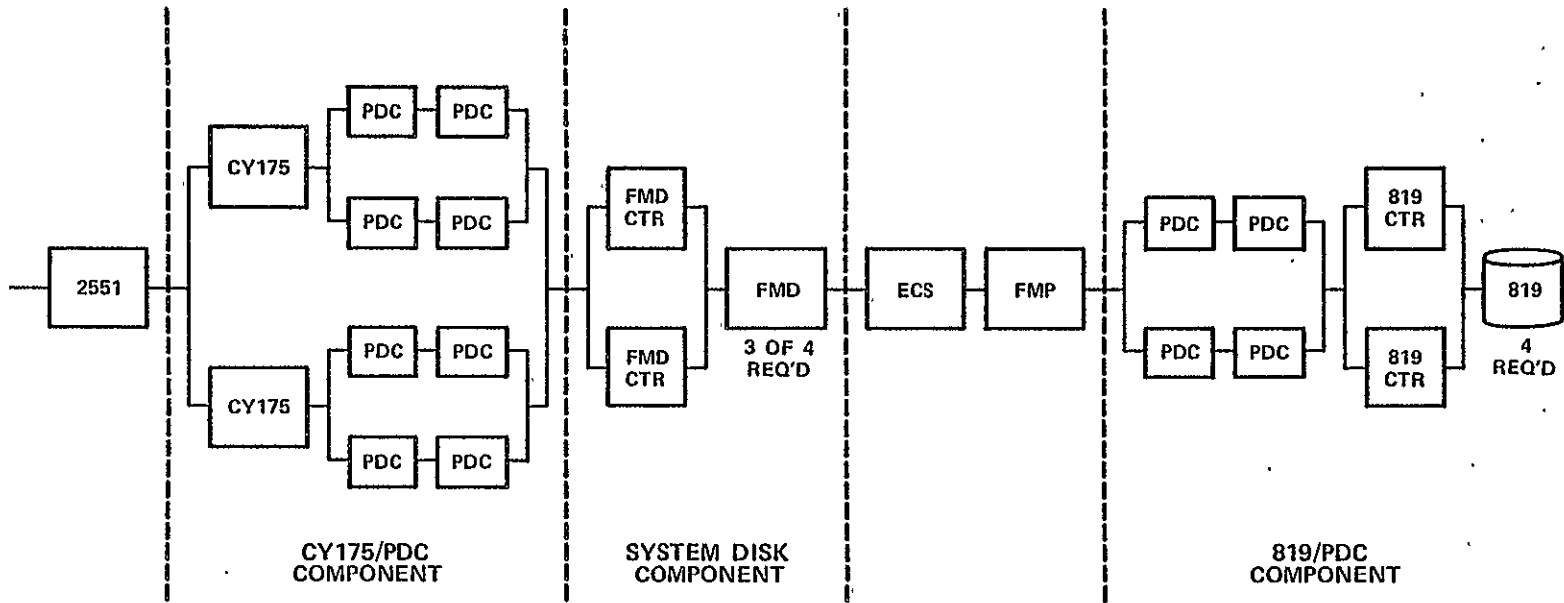 2551
CY175
PDC
PDC
PDC
PDC
CY175
PDC
PDC
PDC
PDC
CY175/PDC
COMPONENT
FMD
CTR
FMD
CTR
FMD
3 OF 4
REQ'D
SYSTEM DISK
COMPONENT
ECS
FMP
PDC
PDC
PDC
PDC
819
CTR
819
CTR
819
4
REQ'D
819/PDC
COMPONENT